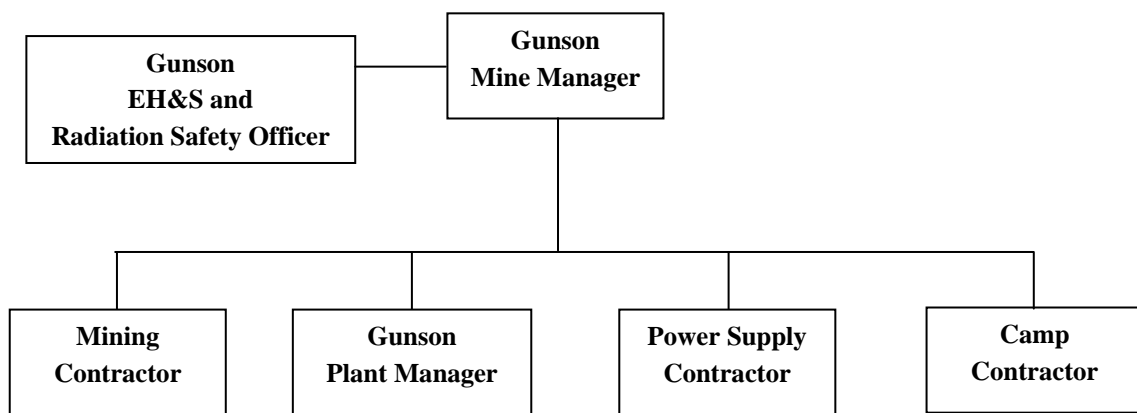 Gunson
Mine Manager
Gunson
EH&S and
Radiation Safety Officer
Mining
Contractor
Gunson
Plant Manager
Power Supply
Contractor
Camp
Contractor